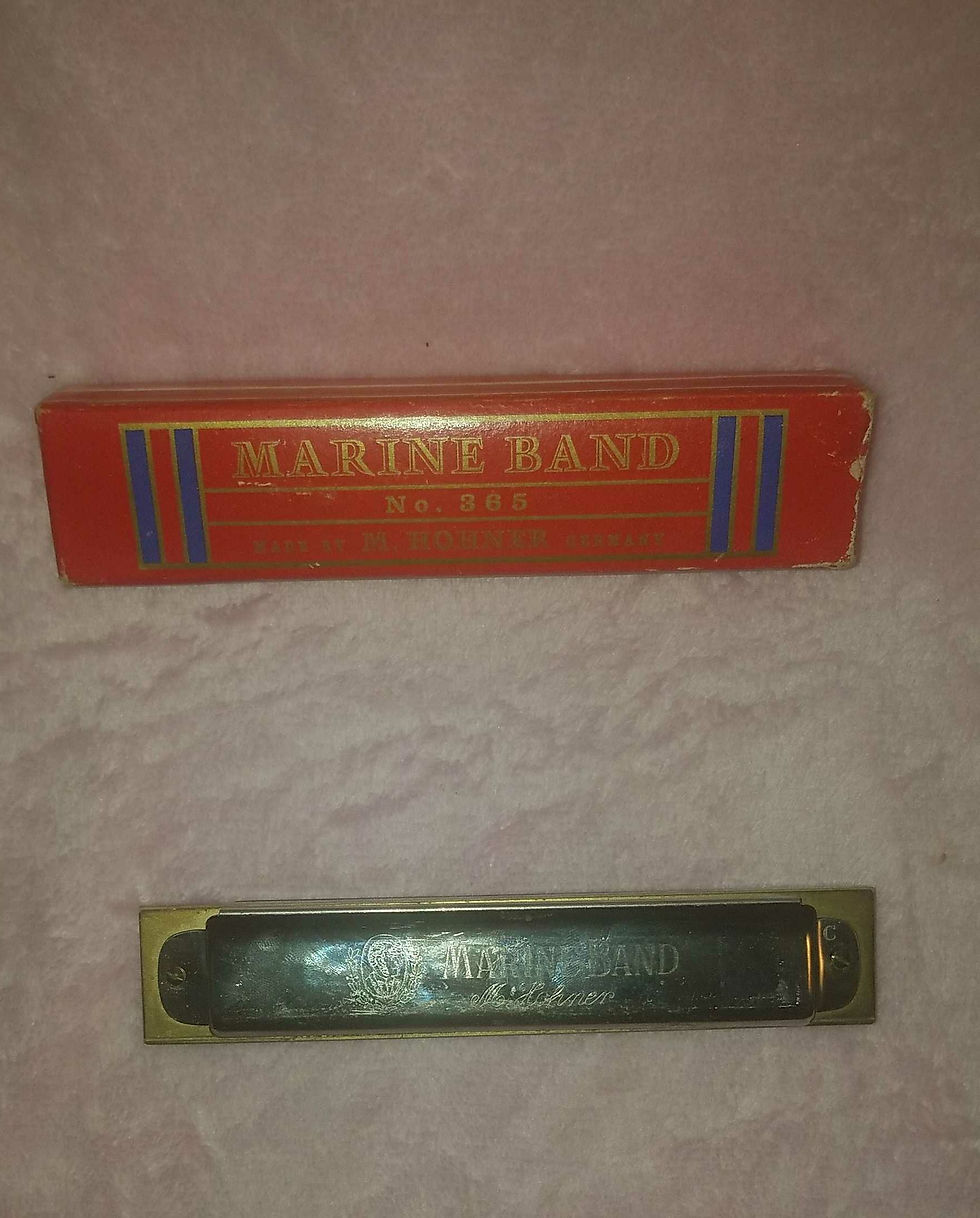 MARINE BAND
No. 365
MADE BY M. HOHNER GERMANY
C
MARINE BAND
M. Hohner